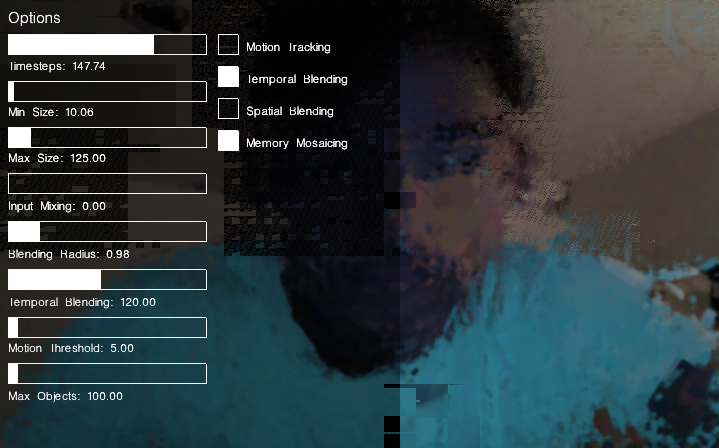 Options
Timesteps: 147.74
Min Size: 10.06
Max Size: 125.00
Input Mixing: 0.00
Blending Radius: 0.98
Temporal Blending: 120.00
Motion Threshold: 5.00
Max Objects: 100.00
Motion Tracking
Temporal Blending
Spatial Blending
Memory Mosaicing